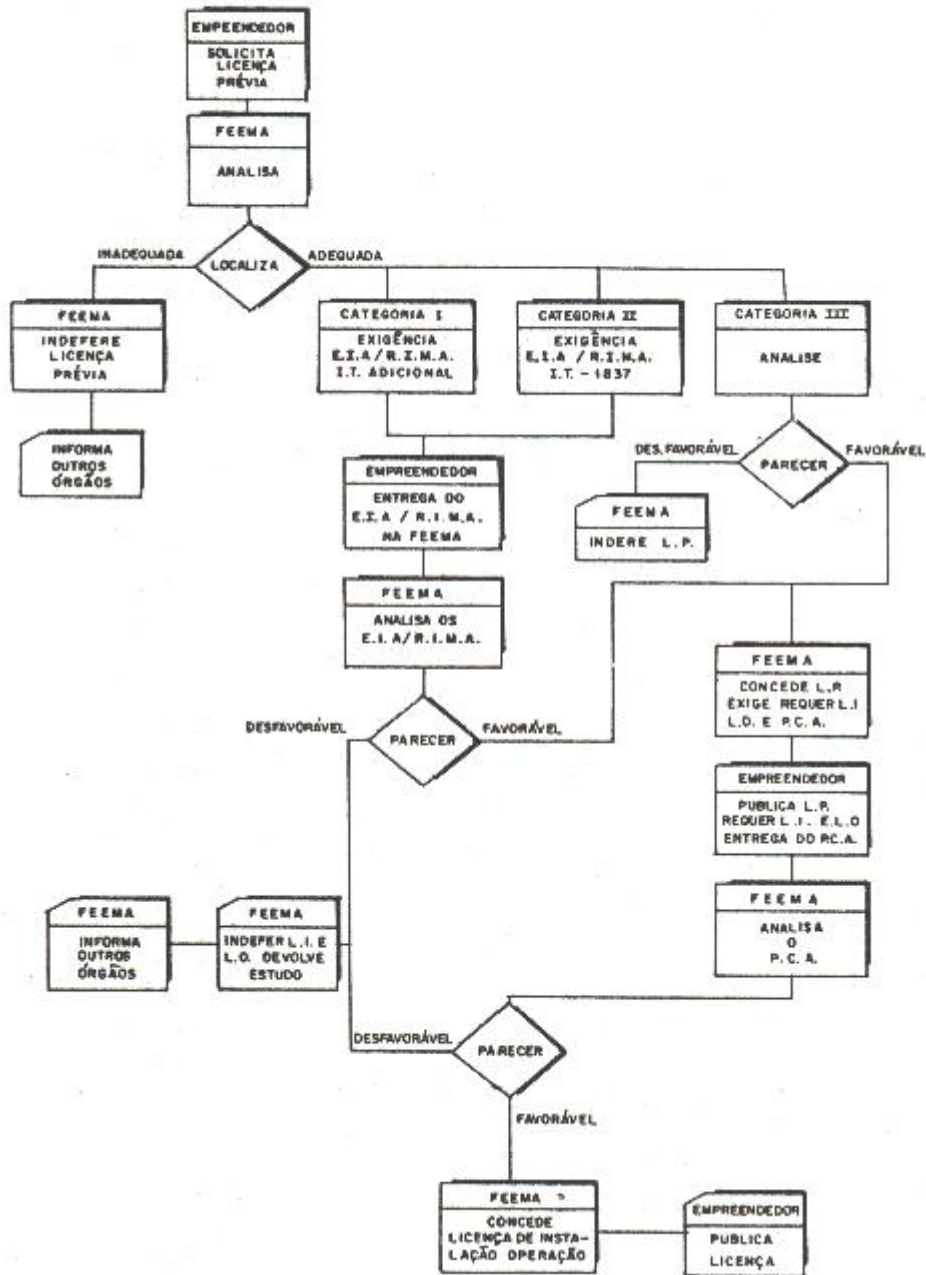 EMPREENDEDOR
SOLICITA
LICENÇA
PRÉVIA
FEEMA
ANALISA
LOCALIZA
INADEQUADA
ADEQUADA
FEEMA
INDEFERE
LICENÇA
PRÉVIA
INFORMA
OUTROS
ÓRGÃOS
CATEGORIA I
EXIGÊNCIA
E.I.A / R.I.M.A.
I.T. ADICIONAL
CATEGORIA II
EXIGÊNCIA
E.I.A / R.I.M.A.
I.T. - 1837
CATEGORIA III
ANALISE
PARECER
DES.FAVORÁVEL
FAVORÁVEL
FEEMA
INDERE L.P.
EMPREENDEDOR
ENTREGA DO
E.I.A / R.I.M.A.
NA FEEMA
FEEMA
ANALISA OS
E.I.A/R.I.M.A.
PARECER
DESFAVORÁVEL
FAVORÁVEL
FEEMA
CONCEDE L.P.
EXIGE REQUER L.I
L.O. E P.C.A.
EMPREENDEDOR
PUBLICA L.P.
REQUER L.I. E.L.O
ENTREGA DO P.C.A.
FEEMA
ANALISA
O
P.C.A.
FEEMA
INFORMA
OUTROS
ÓRGÃOS
FEEMA
INDEFER L.I. E
L.O. DEVOLVE
ESTUDO
PARECER
DESFAVORÁVEL
FAVORÁVEL
FEEMA
CONCEDE
LICENÇA DE INSTA-
LAÇÃO OPERAÇÃO
EMPREENDEDOR
PUBLICA
LICENÇA